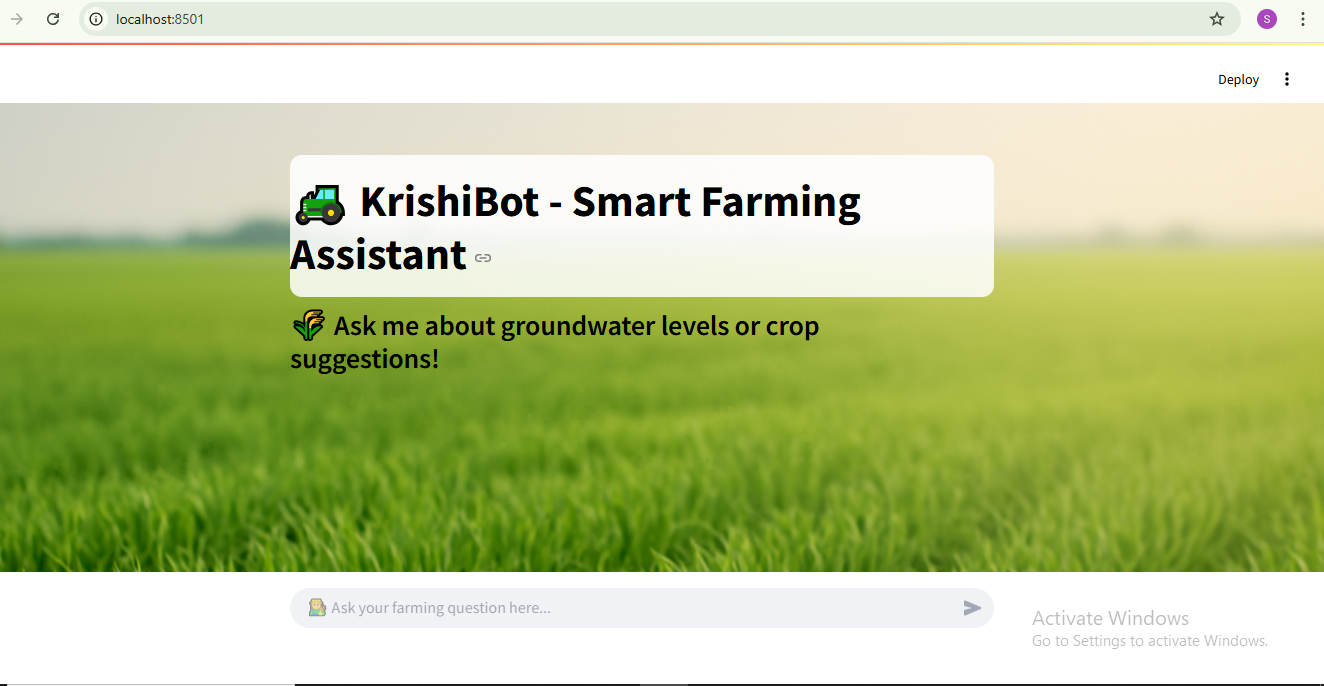 localhost:8501
S
Deploy
KrishiBot - Smart Farming
Assistant
Ask me about groundwater levels or crop
suggestions!
Ask your farming question here...
Activate Windows
Go to Settings to activate Windows.